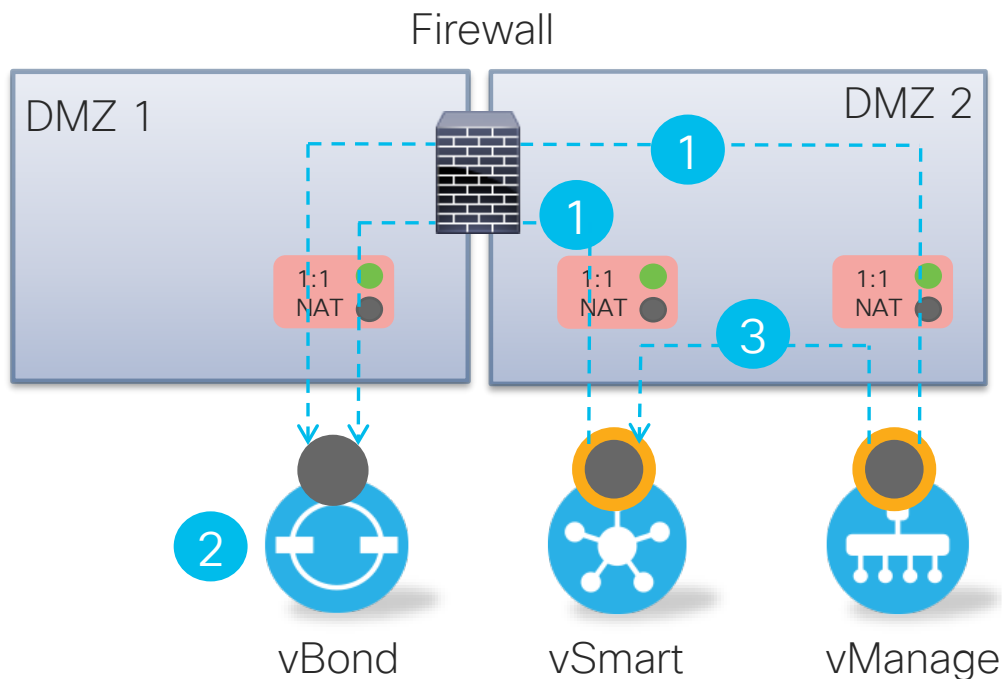 Firewall
DMZ 1
DMZ 2
1
1
1:1
NAT
1:1
NAT
1:1
NAT
3
2
vBond
vSmart
vManage